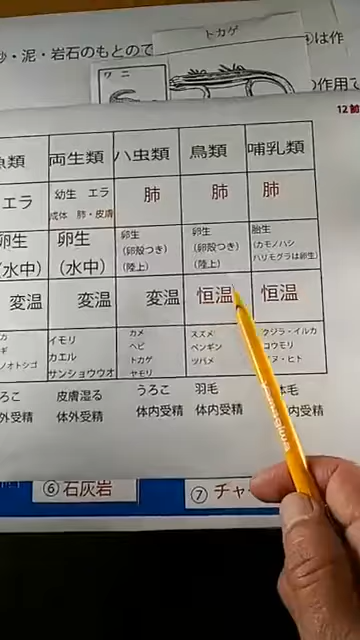 砂・泥・岩石のもとので
トカゲ
は作
ワニ
作用
魚類 両生類 ハ虫類 鳥類 哺乳類
エラ 幼生 エラ 肺 肺 肺
成体 肺・皮膚
卵生 卵生 卵生 卵生 胎生
(水中) (水中) (卵殻つき) (卵殻つき) (カモノハシ
(陸上) (陸上) ハリモグラは卵生)
変温 変温 変温 恒温 恒温
イモリ カメ スズメ クジラ・イルカ
カエル ヘビ ペンギン コウモリ
サンショウウオ トカゲ ツバメ ヌ・ヒト
ヤモリ
ろこ 皮膚湿る うろこ 羽毛 体毛
体外受精 体外受精 体内受精 体内受精 体内受精
yamagiwa
⑥石灰岩
⑦チャ